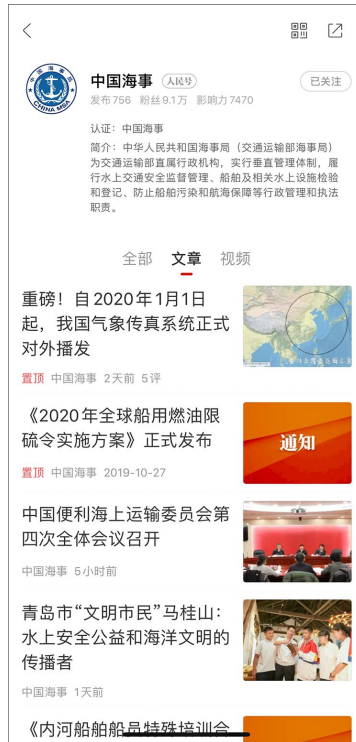 中国海事 人民号
已关注
发布756 粉丝9.1万 影响力7470
认证：中国海事
简介：中华人民共和国海事局（交通运输部海事局）
为交通运输部直属行政机构，实行垂直管理体制，履
行水上交通安全监督管理、船舶及相关水上设施检验
和登记、防止船舶污染和航海保障等行政管理和执法
职责。
全部 文章 视频
重磅！自2020年1月1日
起，我国气象传真系统正式
对外播发
置顶 中国海事 2天前 5评
《2020年全球船用燃油限
硫令实施方案》正式发布
通知
置顶 中国海事 2019-10-27
中国便利海上运输委员会第
四次全体会议召开
中国海事 5小时前
青岛市“文明市民”马桂山：
水上安全公益和海洋文明的
传播者
中国海事 1天前
《内河船舶船员特殊培训合